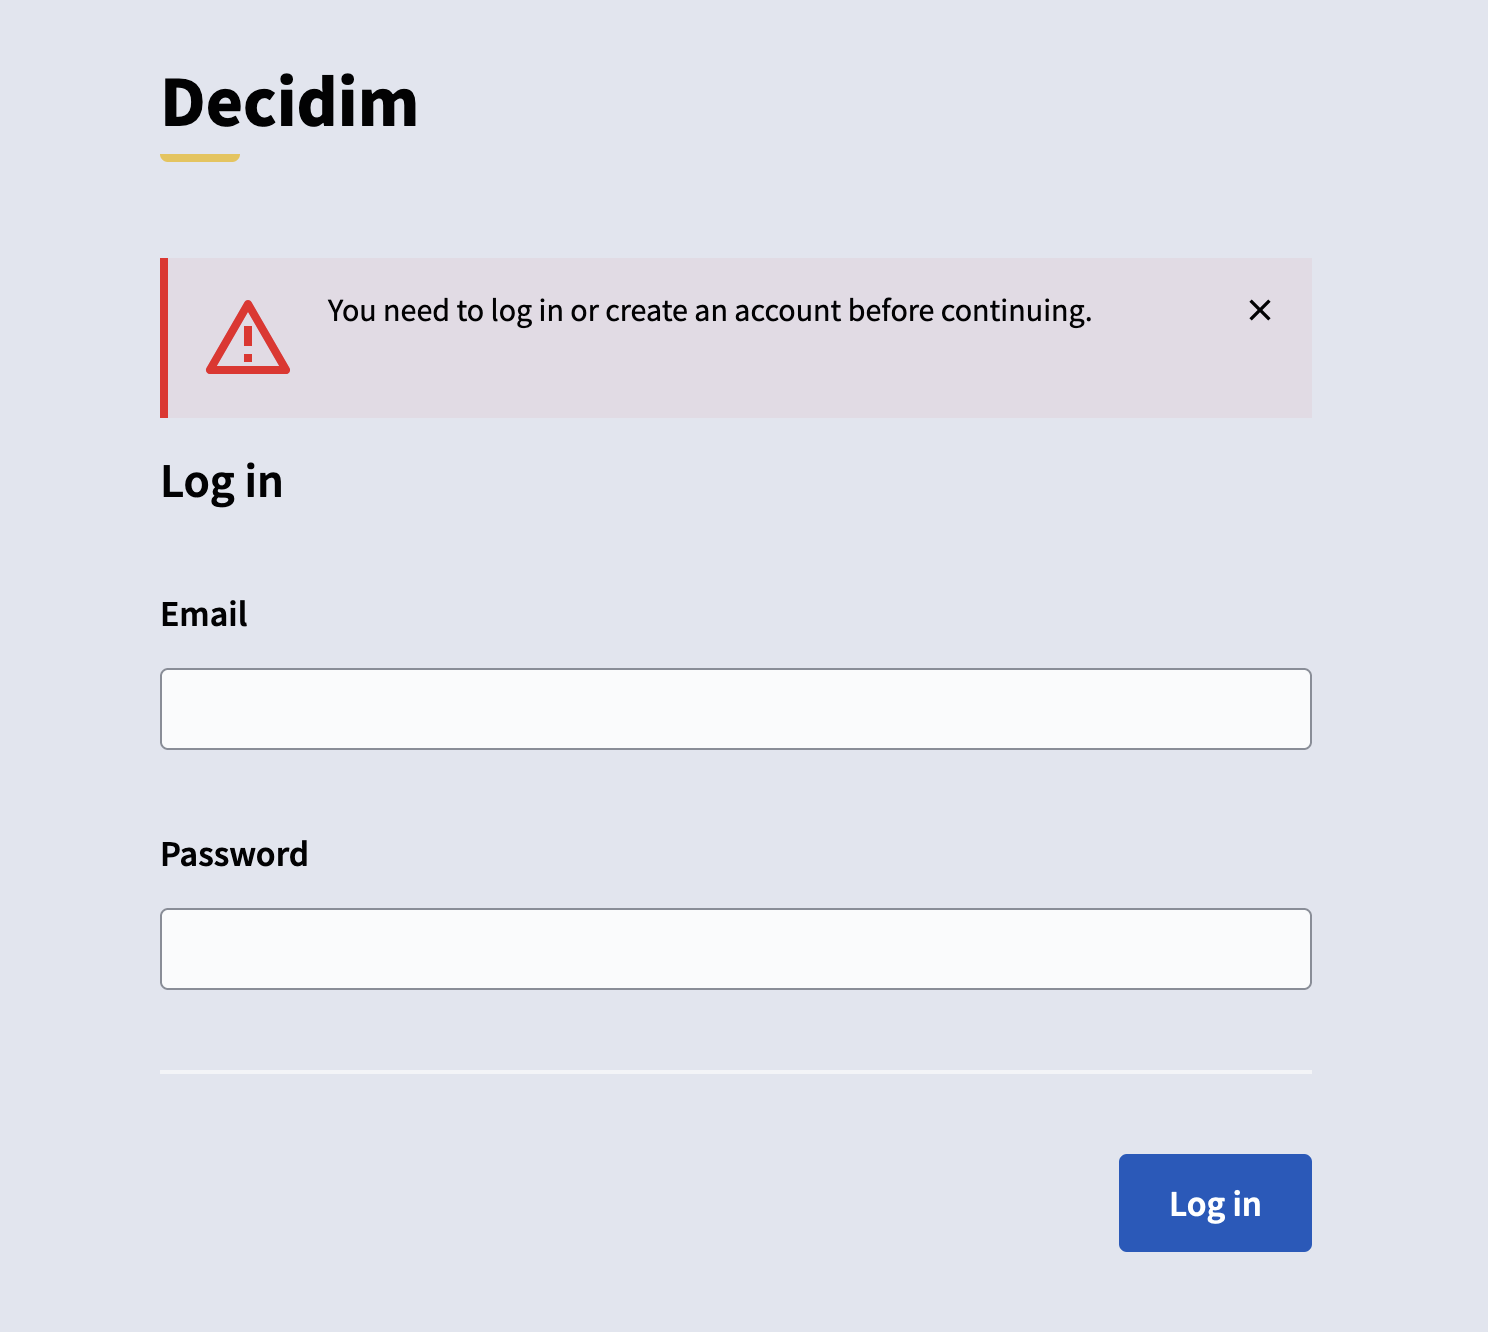 Decidim
You need to log in or create an account before continuing.
Log in
Email
Password
Log in